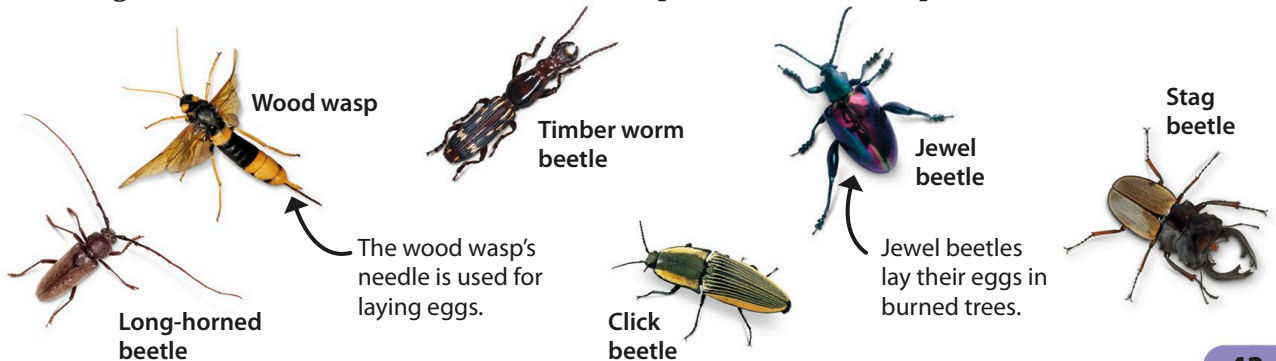 Wood wasp
Timber worm
beetle
Jewel
beetle
Stag
beetle
The wood wasp's
needle is used for
laying eggs.
Jewel beetles
lay their eggs in
burned trees.
Long-horned
beetle
Click
beetle